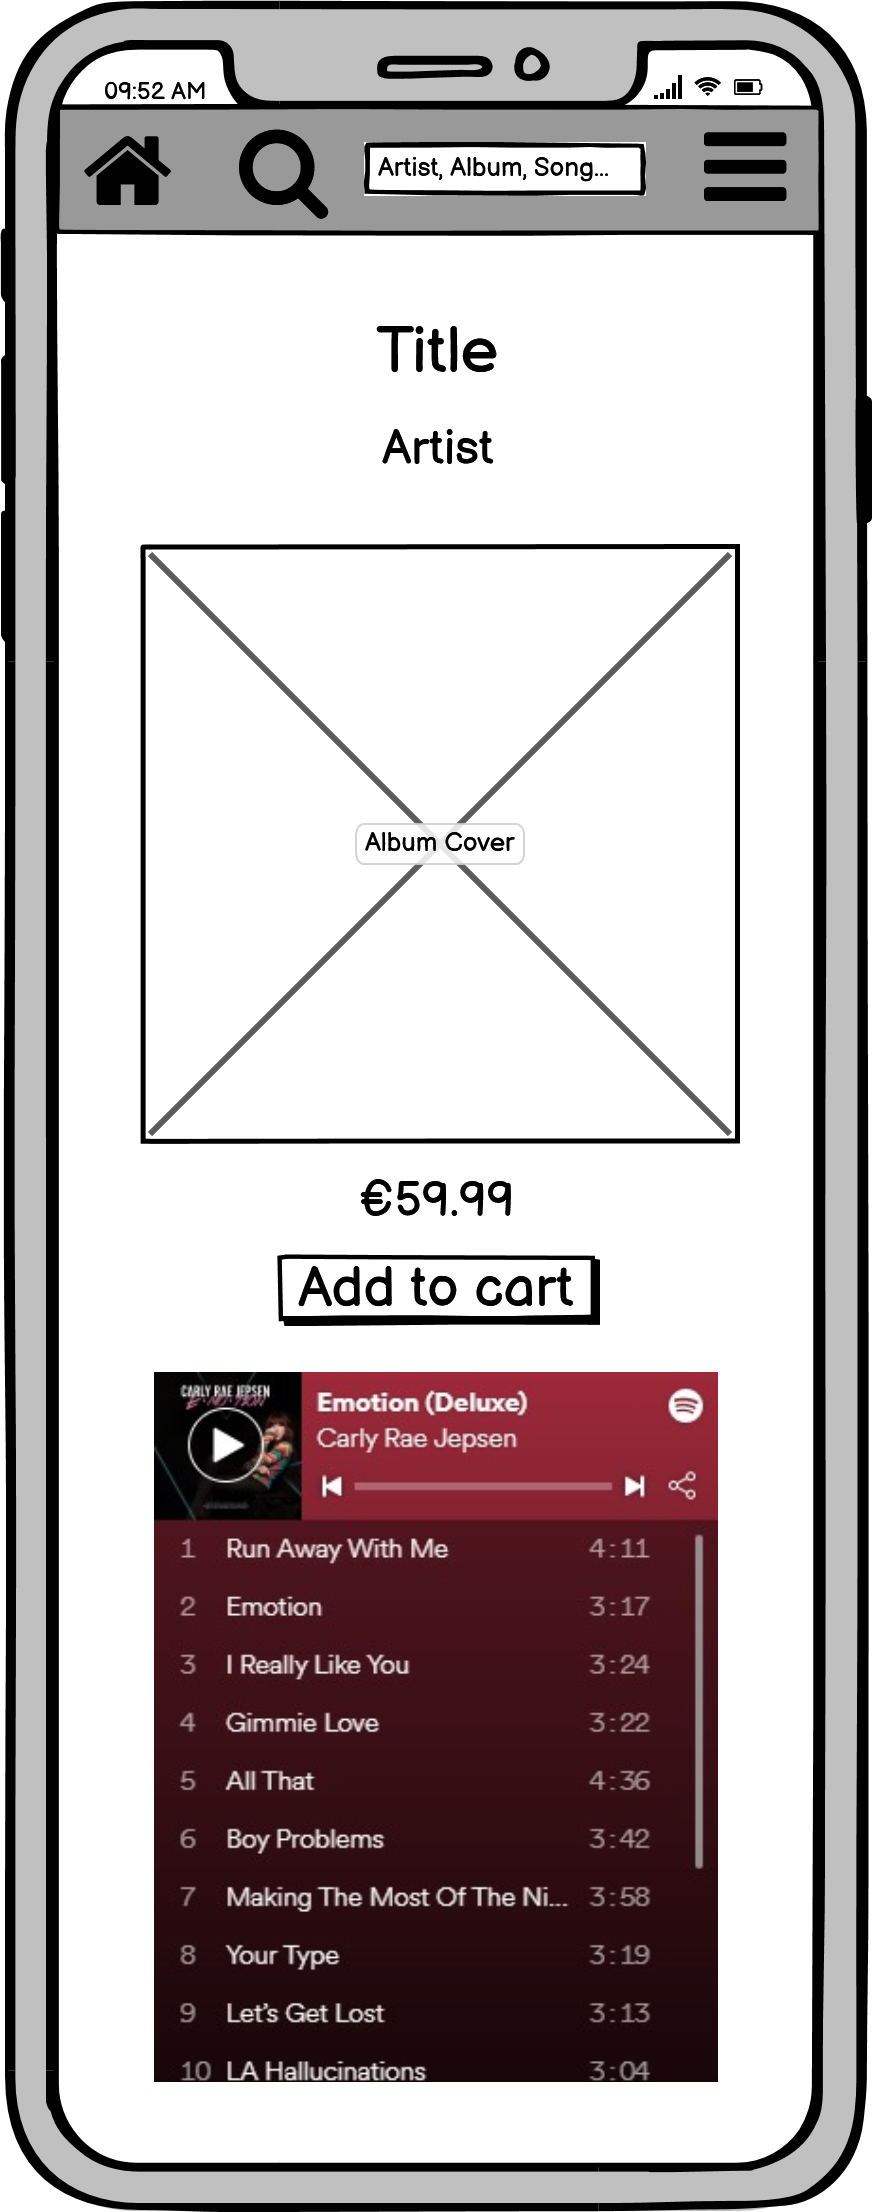 09:52 AM
Artist, Album, Song...
Title
Artist
Album Cover
€59.99
Add to cart
CARLY RAE JEPSEN
E·MO·TION
Emotion (Deluxe)
Carly Rae Jepsen
1 Run Away With Me 4:11
2 Emotion 3:17
3 I Really Like You 3:24
4 Gimmie Love 3:22
5 All That 4:36
6 Boy Problems 3:42
7 Making The Most Of The Ni... 3:58
8 Your Type 3:19
9 Let's Get Lost 3:13
10 LA Hallucinations 3:04